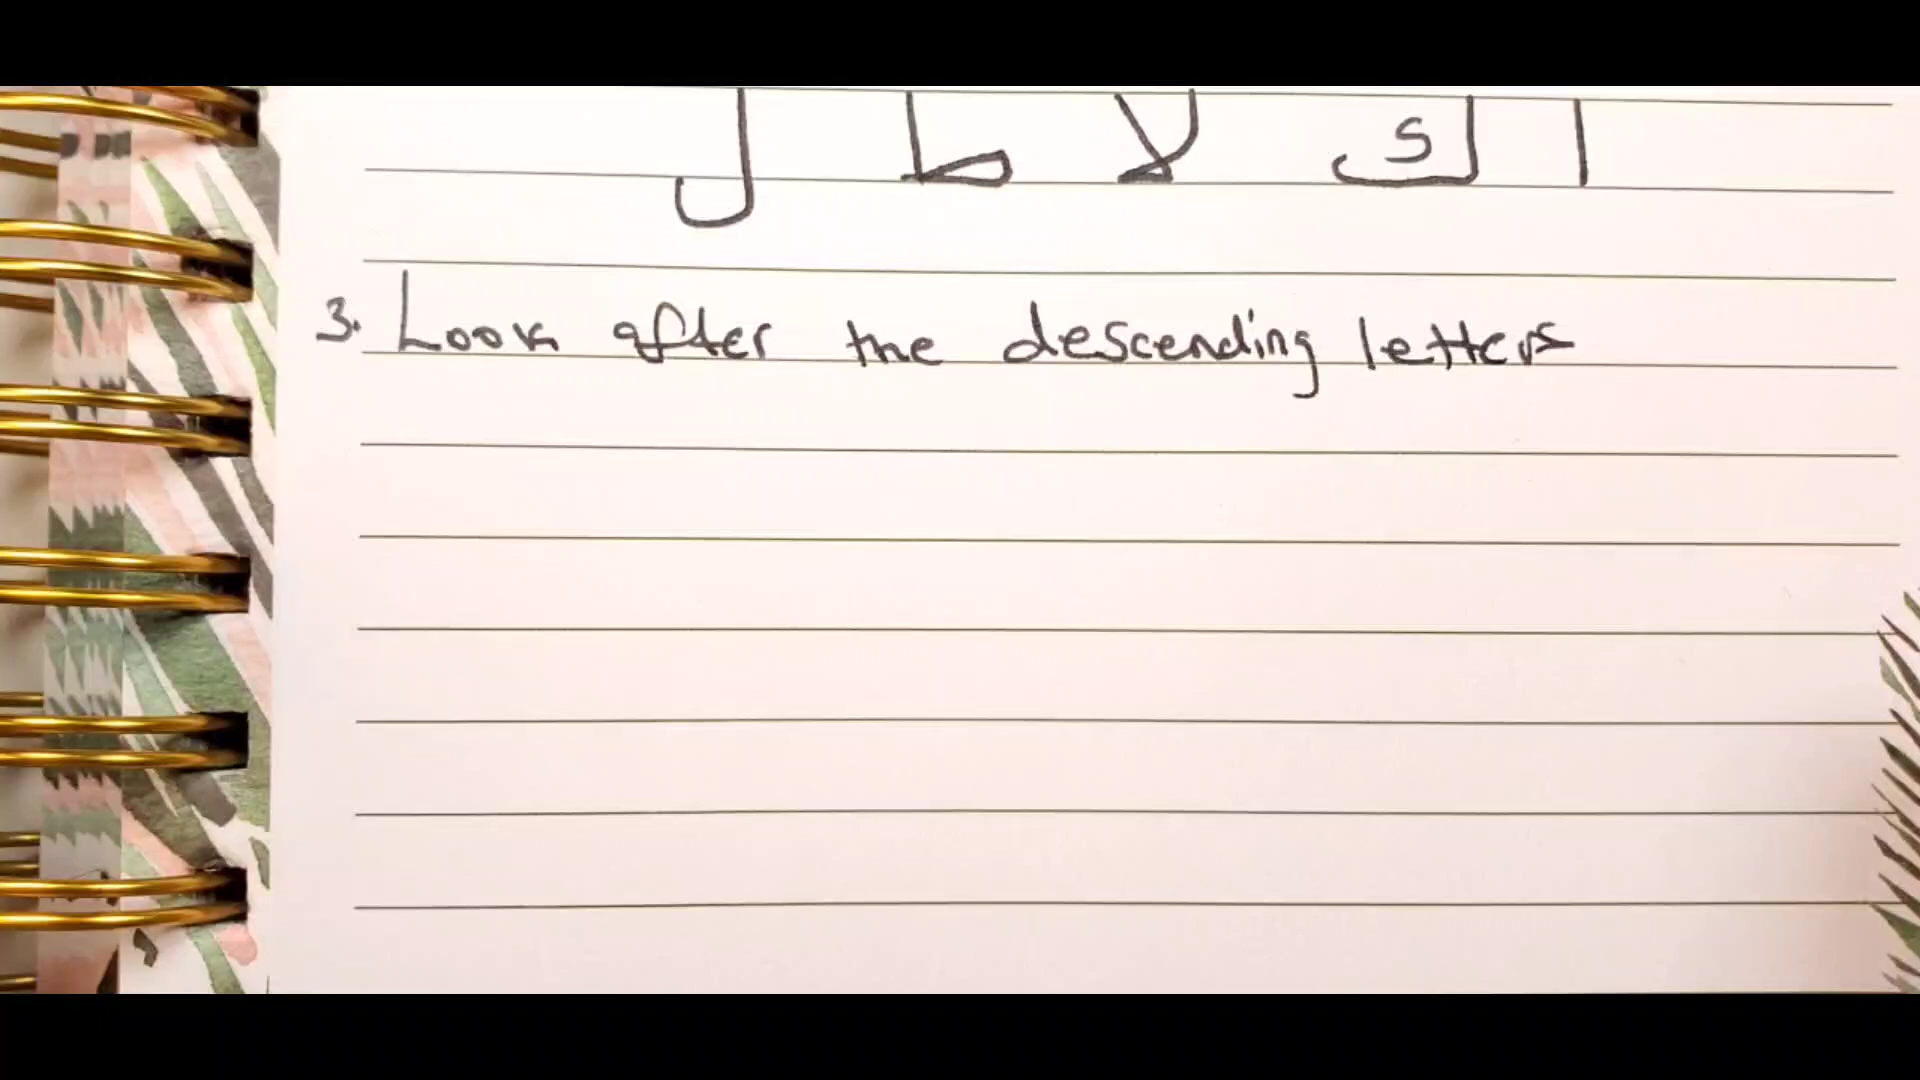 ا ك لا ط ل
3. Look after the descending letters